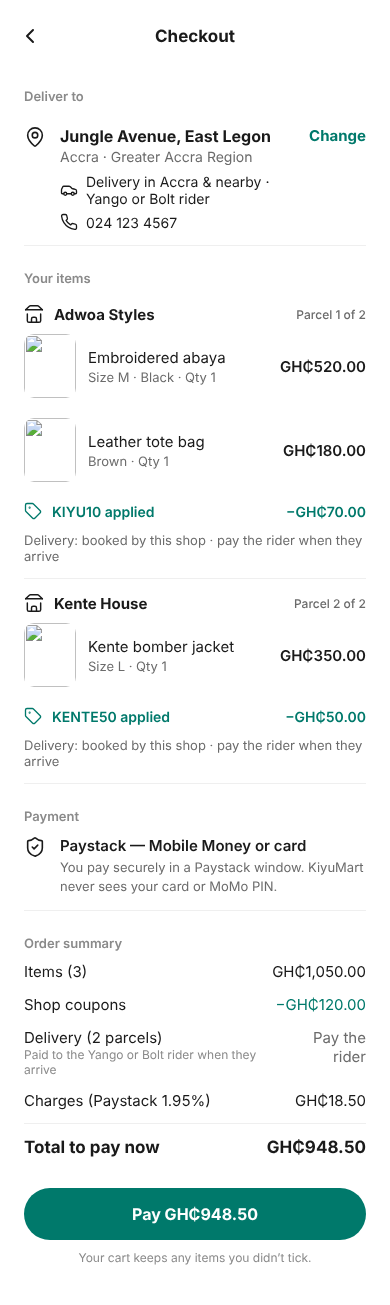 Checkout
Deliver to
Jungle Avenue, East Legon
Change
Accra · Greater Accra Region
Delivery in Accra & nearby ·
Yango or Bolt rider
024 123 4567
Your items
Adwoa Styles
Parcel 1 of 2
Embroidered abaya
GH₵520.00
Size M · Black · Qty 1
Leather tote bag
GH₵180.00
Brown · Qty 1
KIYU10 applied
−GH₵70.00
Delivery: booked by this shop · pay the rider when they
arrive
Kente House
Parcel 2 of 2
Kente bomber jacket
GH₵350.00
Size L · Qty 1
KENTE50 applied
−GH₵50.00
Delivery: booked by this shop · pay the rider when they
arrive
Payment
Paystack — Mobile Money or card
You pay securely in a Paystack window. KiyuMart
never sees your card or MoMo PIN.
Order summary
Items (3)
GH₵1,050.00
Shop coupons
−GH₵120.00
Delivery (2 parcels)
Pay the
rider
Paid to the Yango or Bolt rider when they
arrive
Charges (Paystack 1.95%)
GH₵18.50
Total to pay now
GH₵948.50
Pay GH₵948.50
Your cart keeps any items you didn’t tick.